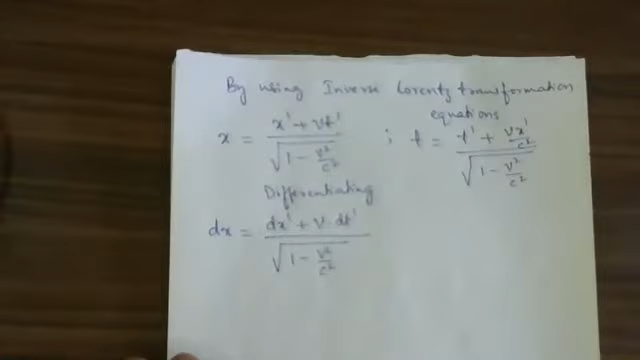 By using Inverse Lorentz transformation
equations
x = x' + vt' / √(1 - v²/c²) ; t = t' + vx'/c² / √(1 - v²/c²)
Differentiating
dx = dx' + v·dt' / √(1 - v²/c²)